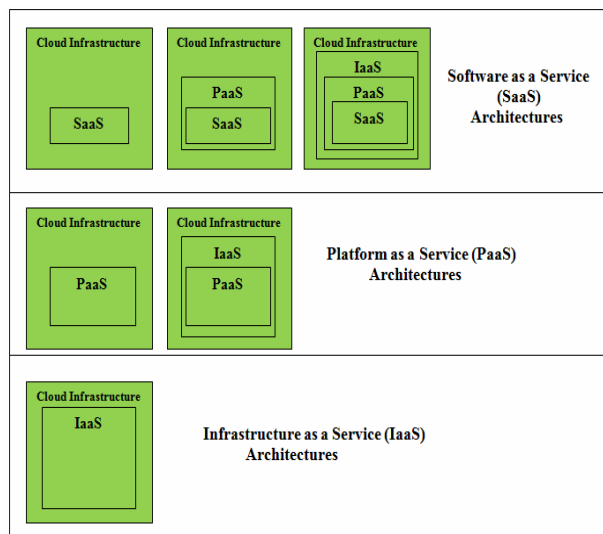 Cloud Infrastructure
SaaS
Cloud Infrastructure
PaaS
SaaS
Cloud Infrastructure
IaaS
PaaS
SaaS
Software as a Service
(SaaS)
Architectures
Cloud Infrastructure
PaaS
Cloud Infrastructure
IaaS
PaaS
Platform as a Service (PaaS)
Architectures
Cloud Infrastructure
IaaS
Infrastructure as a Service (IaaS)
Architectures